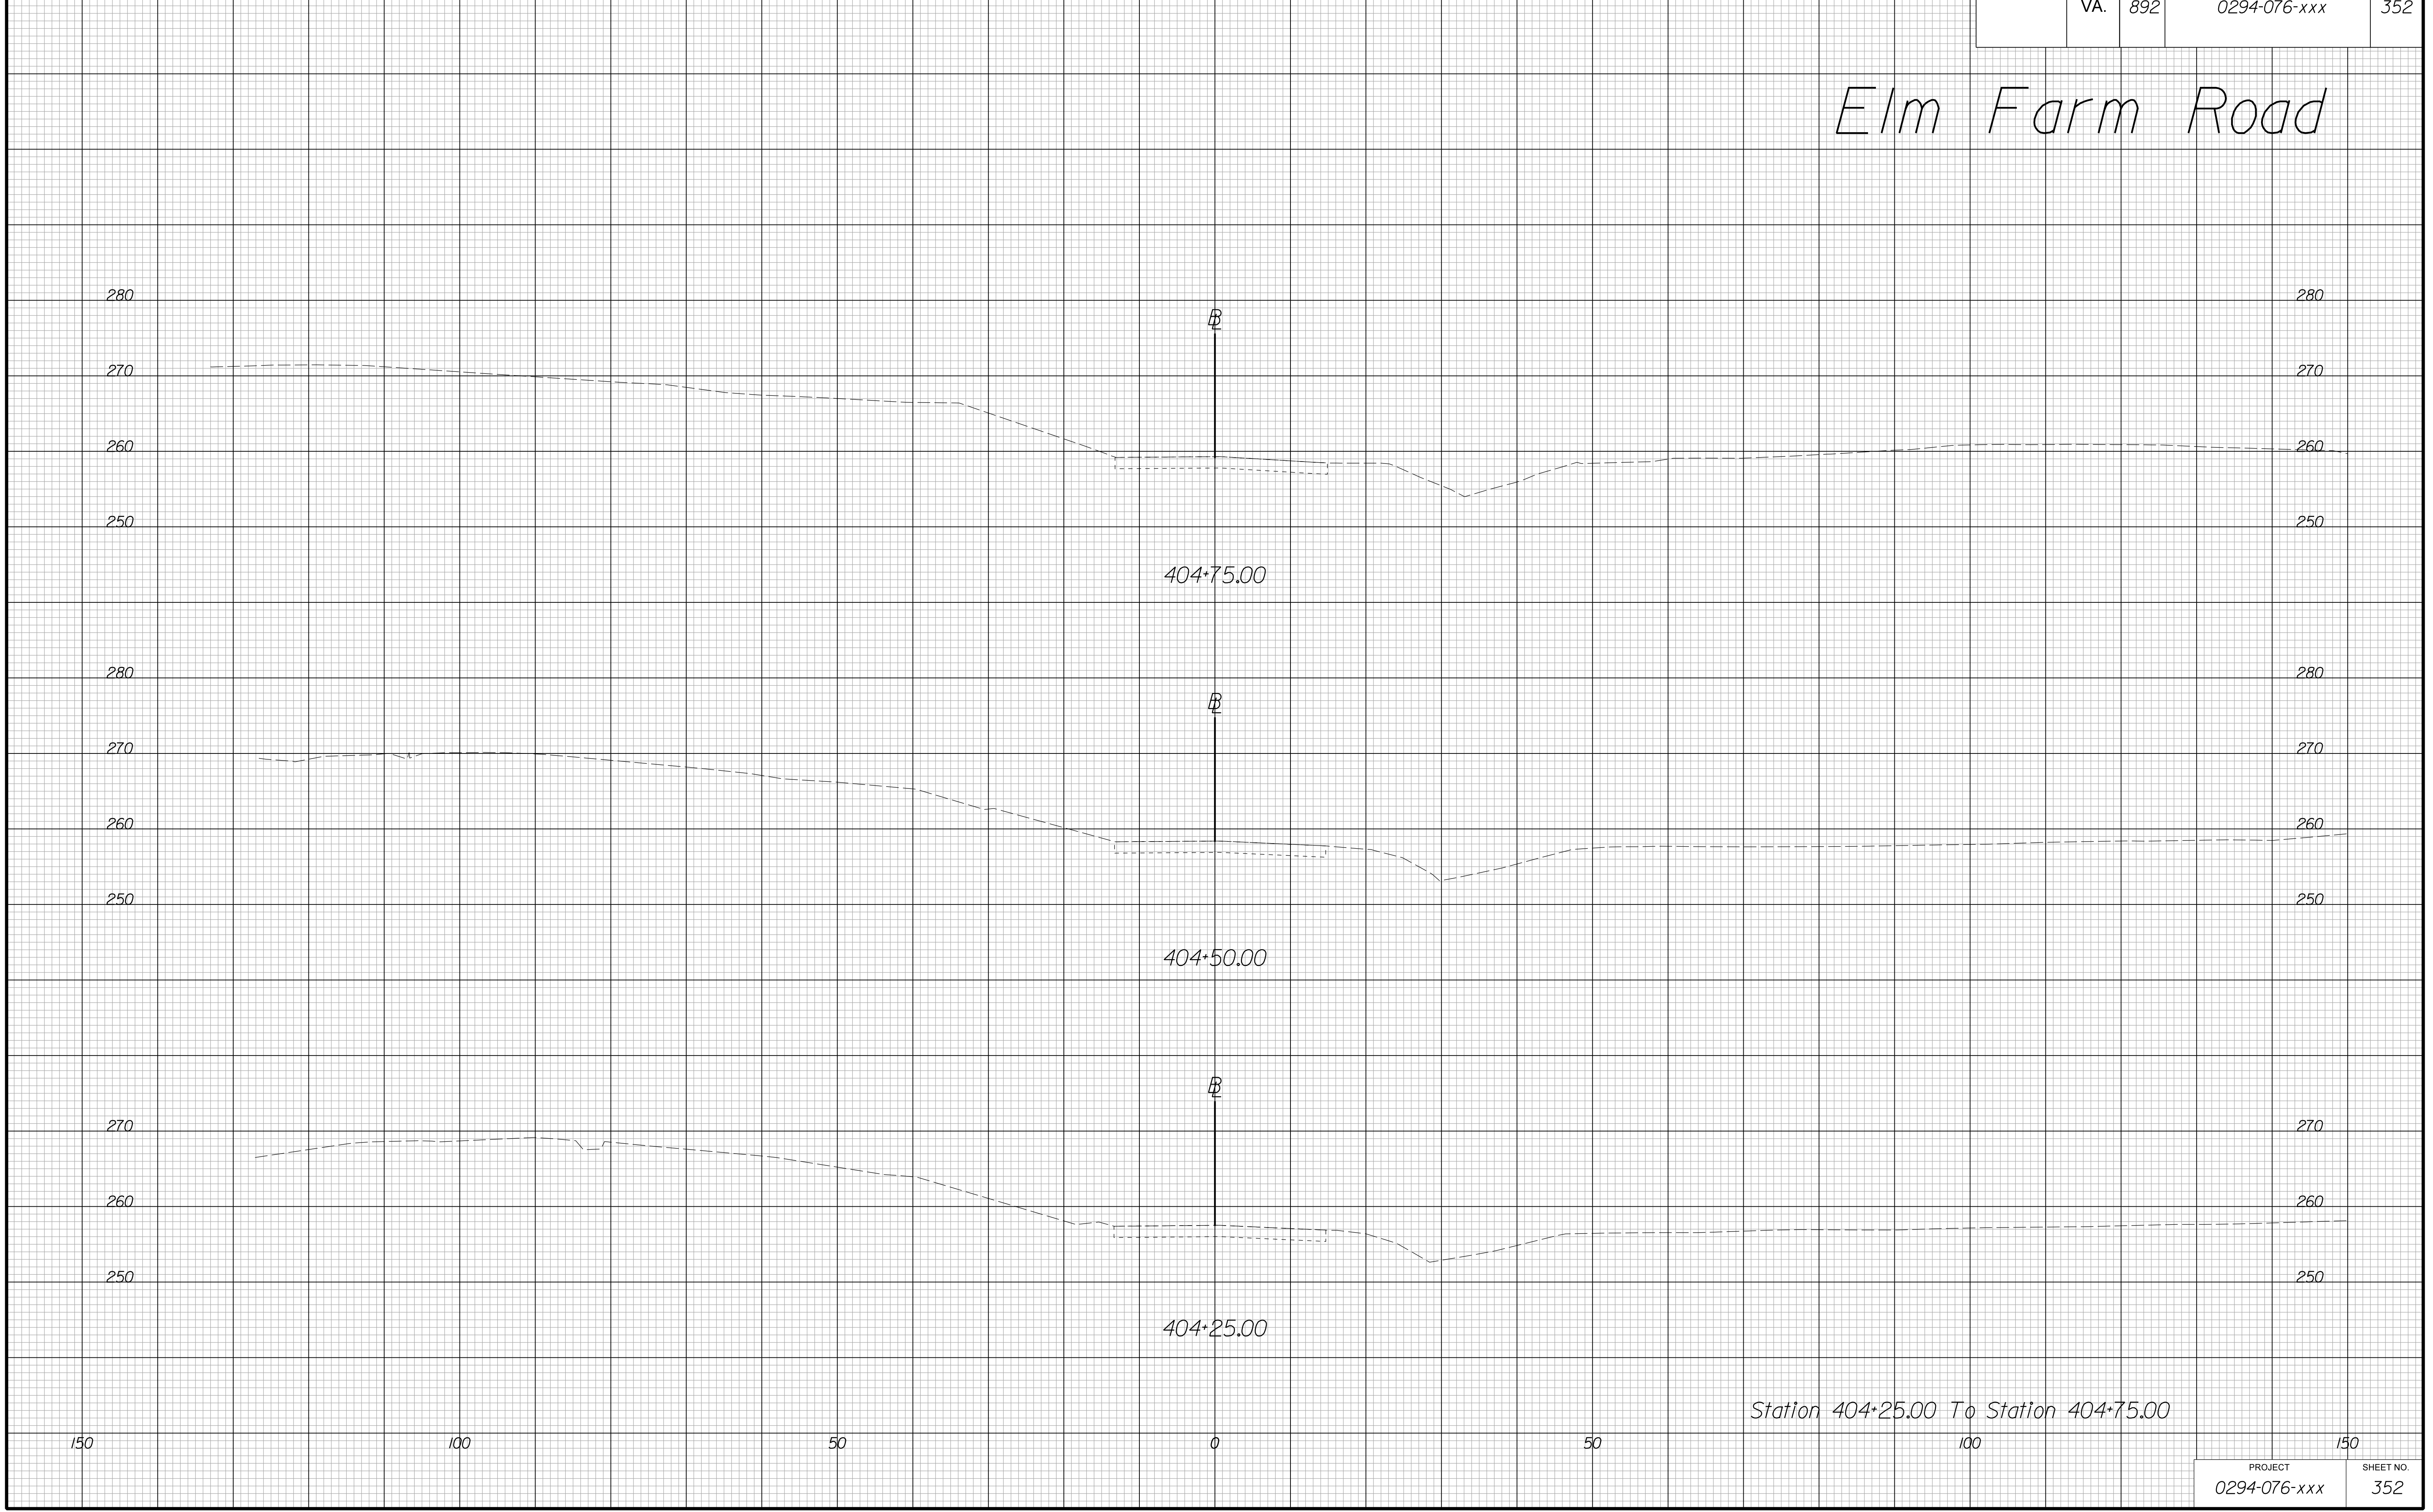 VA. 892 0294-076-xxx 352
Elm Farm Road
280 280
BL
270 270
260 260
250 250
404+75.00
280 280
BL
270 270
260 260
250 250
404+50.00
BL
270 270
260 260
250 250
404+25.00
Station 404+25.00 To Station 404+75.00
150 100 50 0 50 100 150
PROJECT SHEET NO.
0294-076-xxx 352